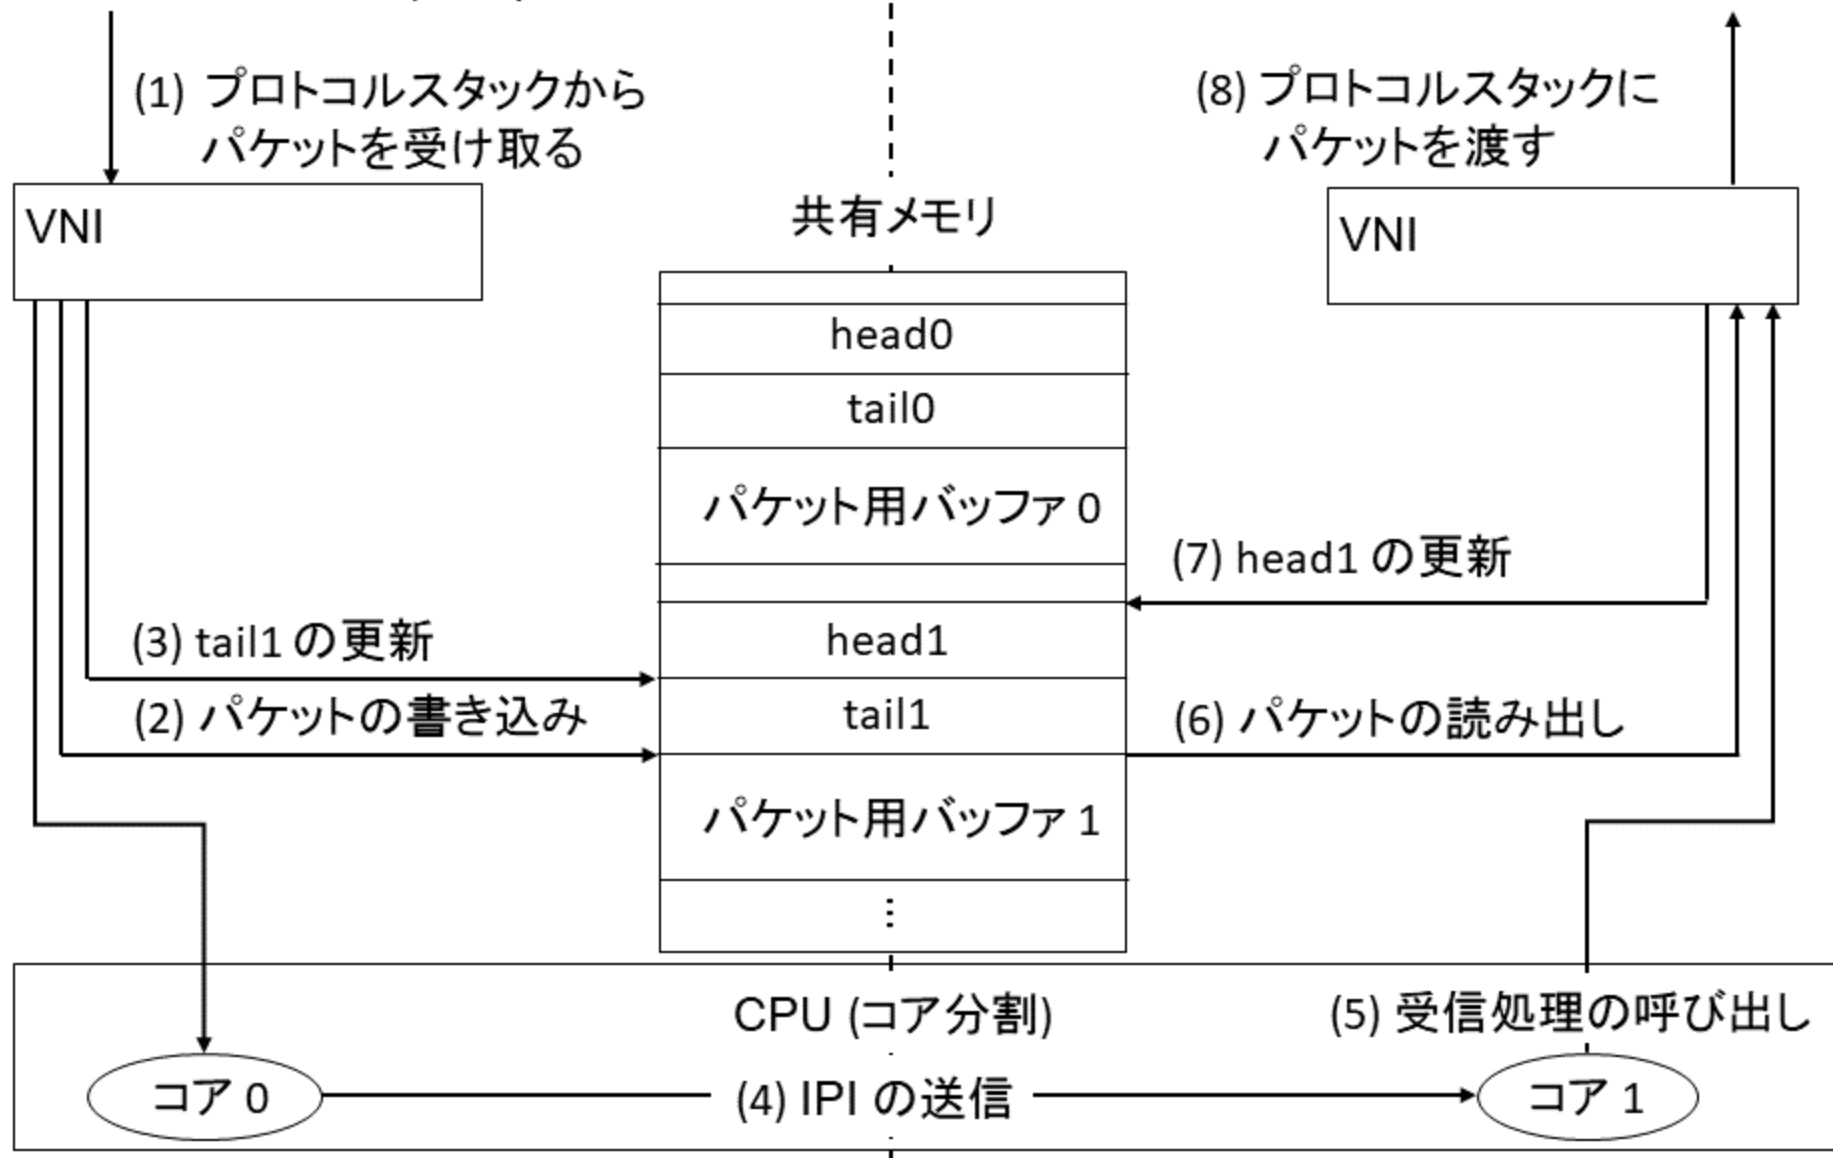 (1) プロトコルスタックから
パケットを受け取る
(8) プロトコルスタックに
パケットを渡す
VNI
共有メモリ
VNI
head0
tail0
パケット用バッファ 0
(7) head1 の更新
(3) tail1 の更新
head1
(2) パケットの書き込み
tail1
(6) パケットの読み出し
パケット用バッファ 1
⋮
CPU (コア分割)
(5) 受信処理の呼び出し
コア 0
(4) IPI の送信
コア 1